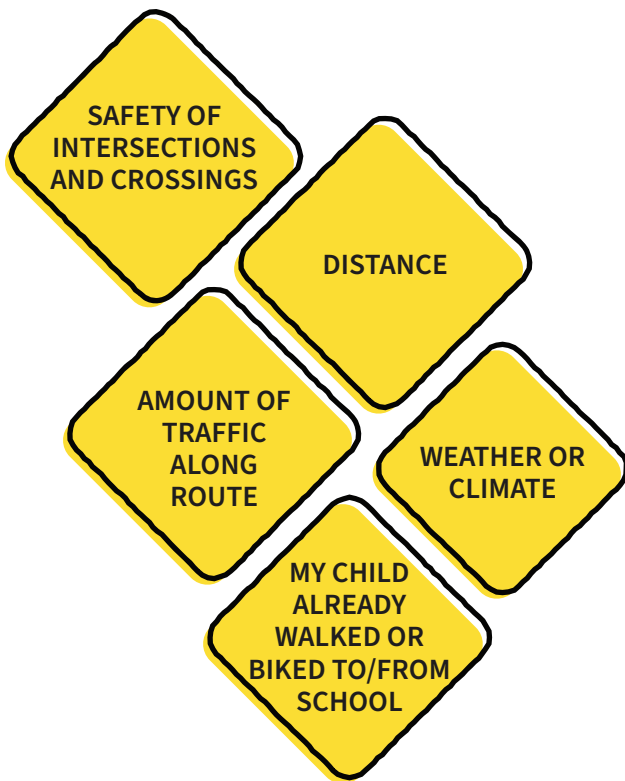 SAFETY OF
INTERSECTIONS
AND CROSSINGS
DISTANCE
AMOUNT OF
TRAFFIC
ALONG
ROUTE
WEATHER OR
CLIMATE
MY CHILD
ALREADY
WALKED OR
BIKED TO/FROM
SCHOOL